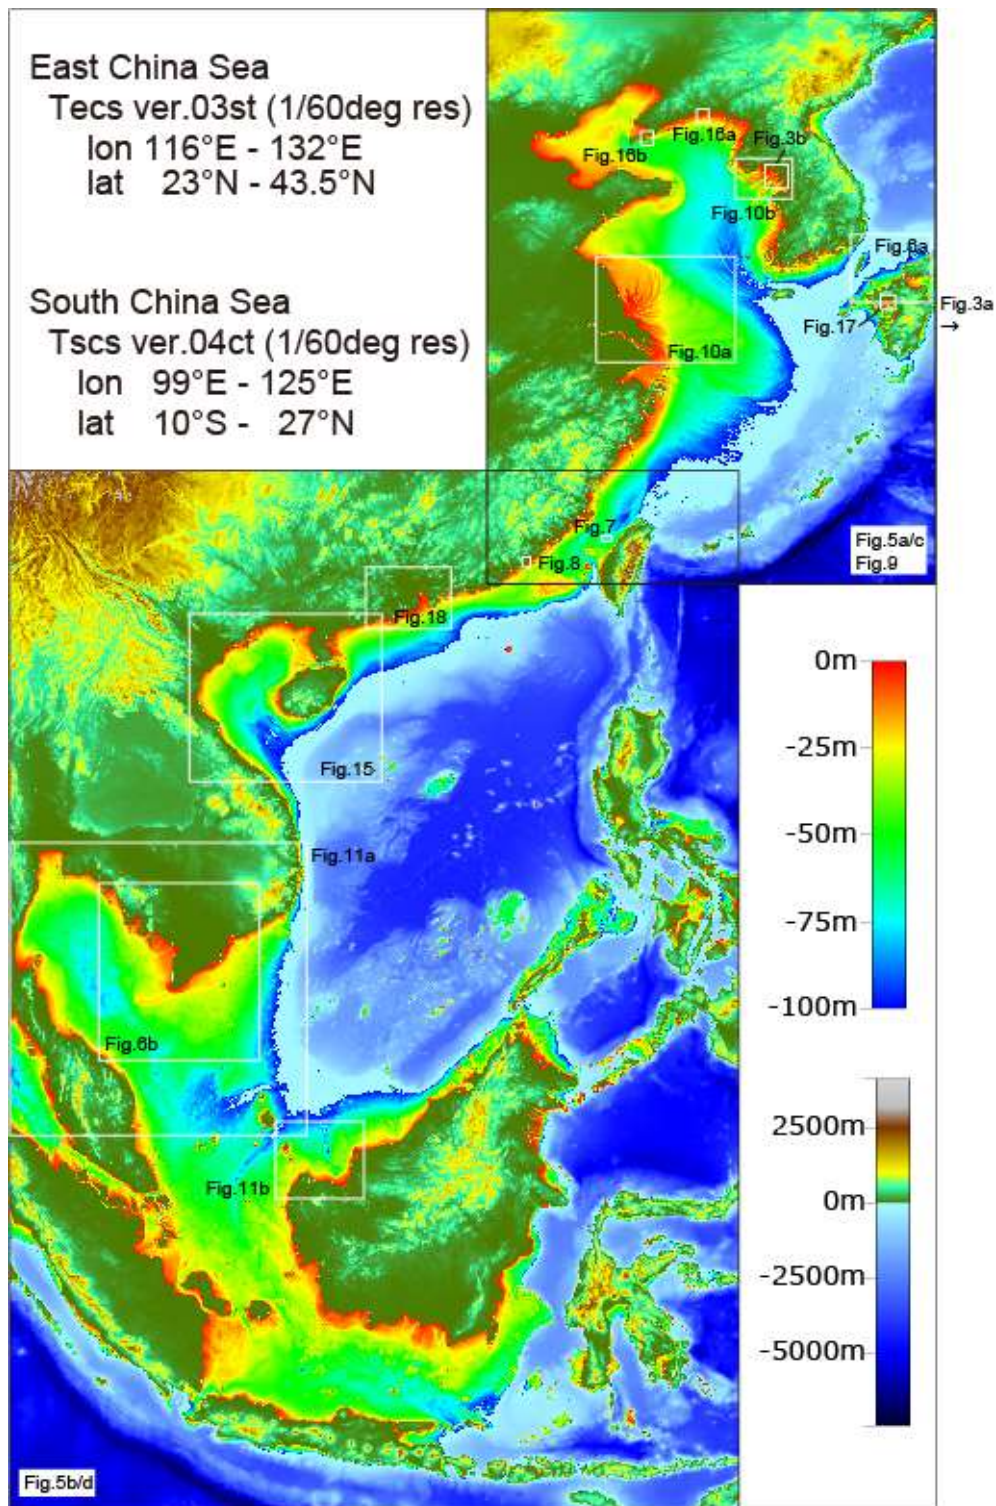 East China Sea
Tecs ver.03st (1/60deg res)
lon 116°E - 132°E
lat 23°N - 43.5°N
South China Sea
Tscs ver.04ct (1/60deg res)
lon 99°E - 125°E
lat 10°S - 27°N
Fig.16a
Fig.3b
Fig.16b
Fig.10b
Fig.6a
Fig.3a
→
Fig.17
Fig.10a
Fig.7
Fig.5a/c
Fig.9
Fig.8
Fig.18
Fig.15
Fig.11a
Fig.6b
Fig.11b
Fig.5b/d
0m
-25m
-50m
-75m
-100m
2500m
0m
-2500m
-5000m